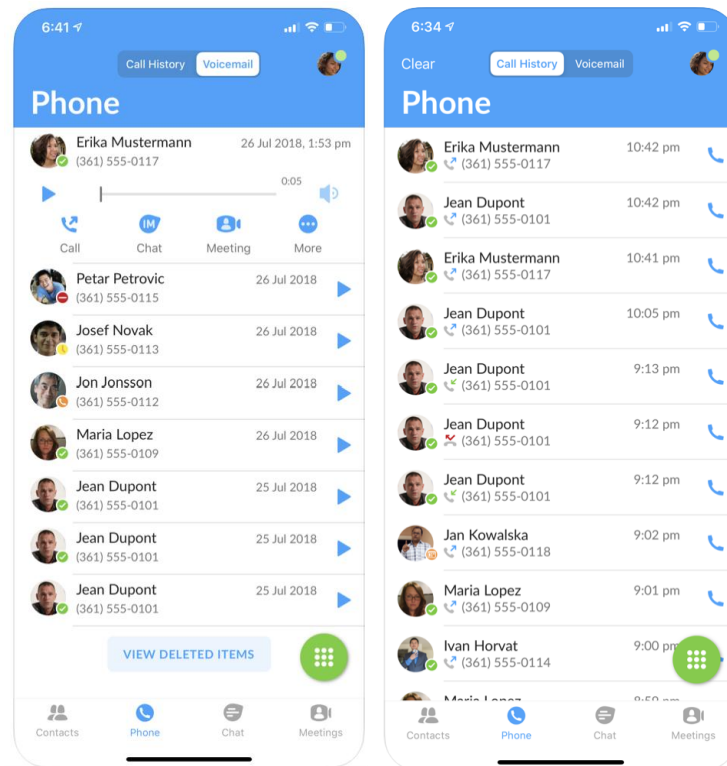 6:41
Call History Voicemail
Phone
Erika Mustermann 26 Jul 2018, 1:53 pm
(361) 555-0117
0:05
IM
Call Chat Meeting More
Petar Petrovic 26 Jul 2018
(361) 555-0115
Josef Novak 26 Jul 2018
(361) 555-0113
Jon Jonsson 26 Jul 2018
(361) 555-0112
Maria Lopez 26 Jul 2018
(361) 555-0109
Jean Dupont 25 Jul 2018
(361) 555-0101
Jean Dupont 25 Jul 2018
(361) 555-0101
Jean Dupont 25 Jul 2018
(361) 555-0101
VIEW DELETED ITEMS
Contacts Phone Chat Meetings
6:34
Clear Call History Voicemail
Phone
Erika Mustermann 10:42 pm
(361) 555-0117
Jean Dupont 10:42 pm
(361) 555-0101
Erika Mustermann 10:41 pm
(361) 555-0117
Jean Dupont 10:05 pm
(361) 555-0101
Jean Dupont 9:13 pm
(361) 555-0101
Jean Dupont 9:12 pm
(361) 555-0101
Jean Dupont 9:12 pm
(361) 555-0101
Jan Kowalska 9:02 pm
(361) 555-0118
Maria Lopez 9:01 pm
(361) 555-0109
Ivan Horvat 9:00 pm
(361) 555-0114
Maria Lopez
Contacts Phone Chat Meetings